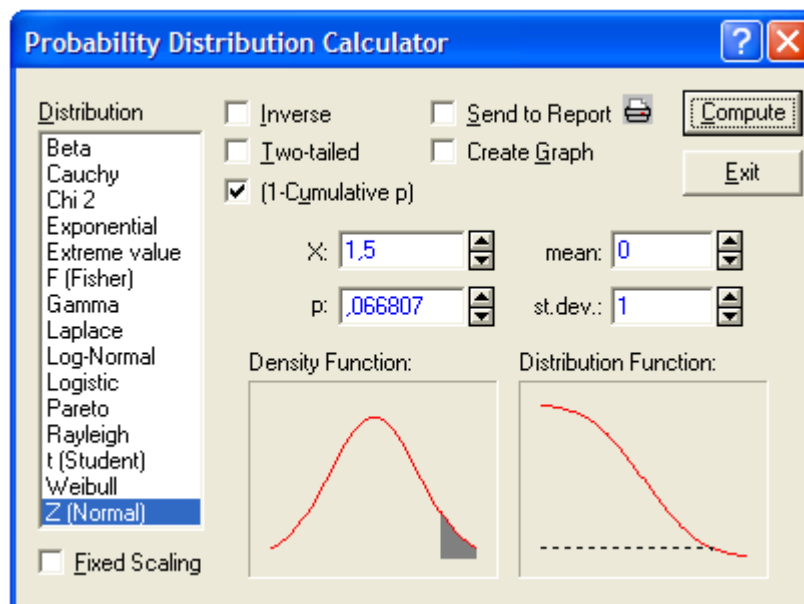 Probability Distribution Calculator
Distribution
Beta
Cauchy
Chi 2
Exponential
Extreme value
F (Fisher)
Gamma
Laplace
Log-Normal
Logistic
Pareto
Rayleigh
t (Student)
Weibull
Z (Normal)
Fixed Scaling
Inverse
Two-tailed
(1-Cumulative p)
Send to Report
Create Graph
Compute
Exit
X: 1,5
mean: 0
p: ,066807
st.dev.: 1
Density Function:
Distribution Function: